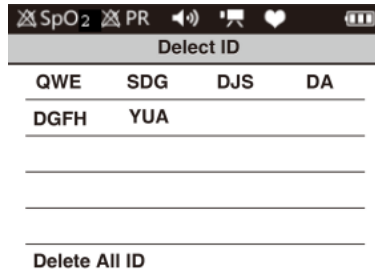 SpO2 PR
Delect ID
QWE SDG DJS DA
DGFH YUA
Delete All ID